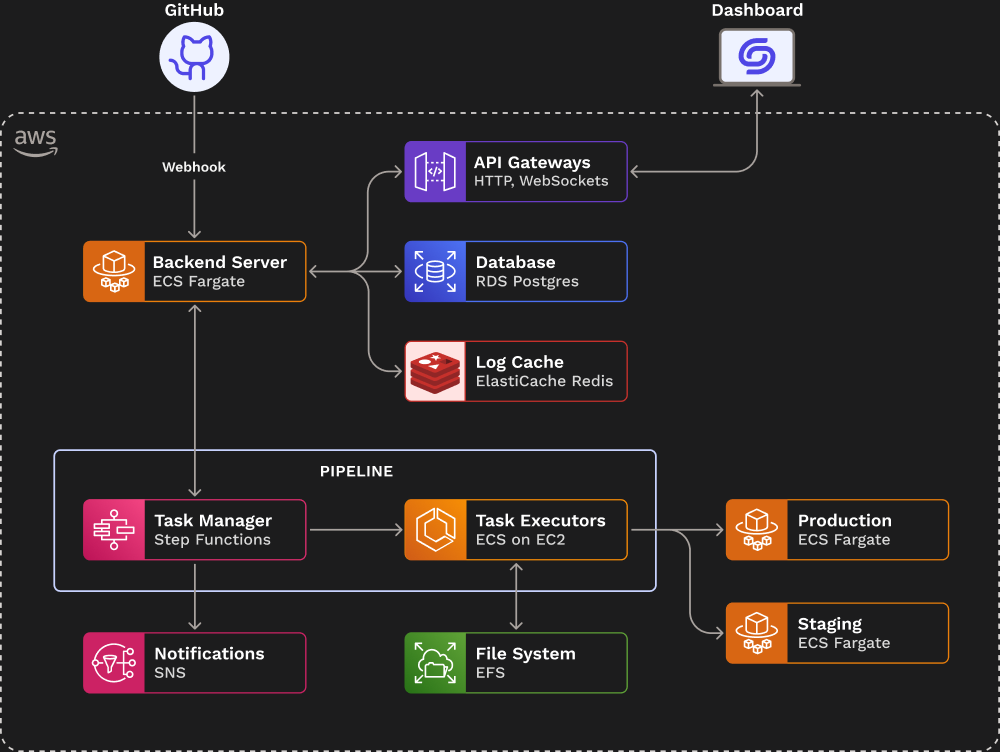 GitHub
Dashboard
aws
Webhook
API Gateways
HTTP, WebSockets
Backend Server
ECS Fargate
Database
RDS Postgres
Log Cache
ElastiCache Redis
PIPELINE
Task Manager
Step Functions
Task Executors
ECS on EC2
Production
ECS Fargate
Staging
ECS Fargate
Notifications
SNS
File System
EFS